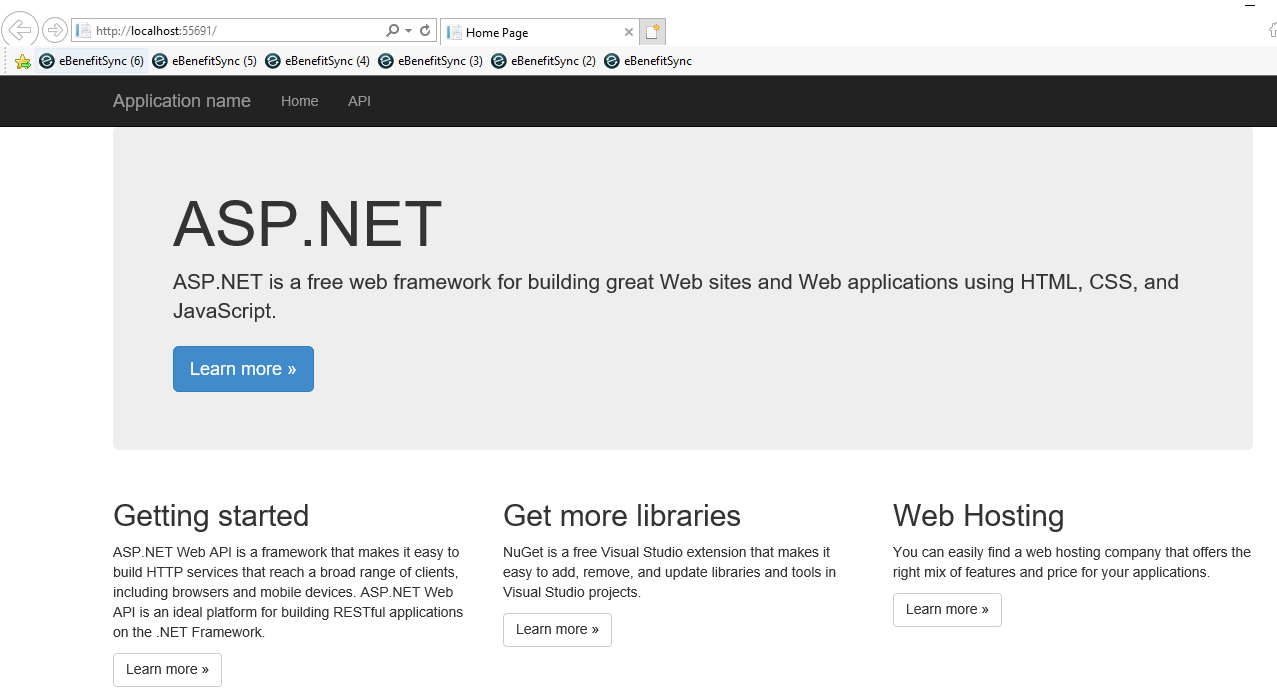 http://localhost:55691/
Home Page
eBenefitSync (6) eBenefitSync (5) eBenefitSync (4) eBenefitSync (3) eBenefitSync (2) eBenefitSync
Application name Home API
ASP.NET
ASP.NET is a free web framework for building great Web sites and Web applications using HTML, CSS, and
JavaScript.
Learn more »
Getting started
ASP.NET Web API is a framework that makes it easy to
build HTTP services that reach a broad range of clients,
including browsers and mobile devices. ASP.NET Web
API is an ideal platform for building RESTful applications
on the .NET Framework.
Learn more »
Get more libraries
NuGet is a free Visual Studio extension that makes it
easy to add, remove, and update libraries and tools in
Visual Studio projects.
Learn more »
Web Hosting
You can easily find a web hosting company that offers the
right mix of features and price for your applications.
Learn more »